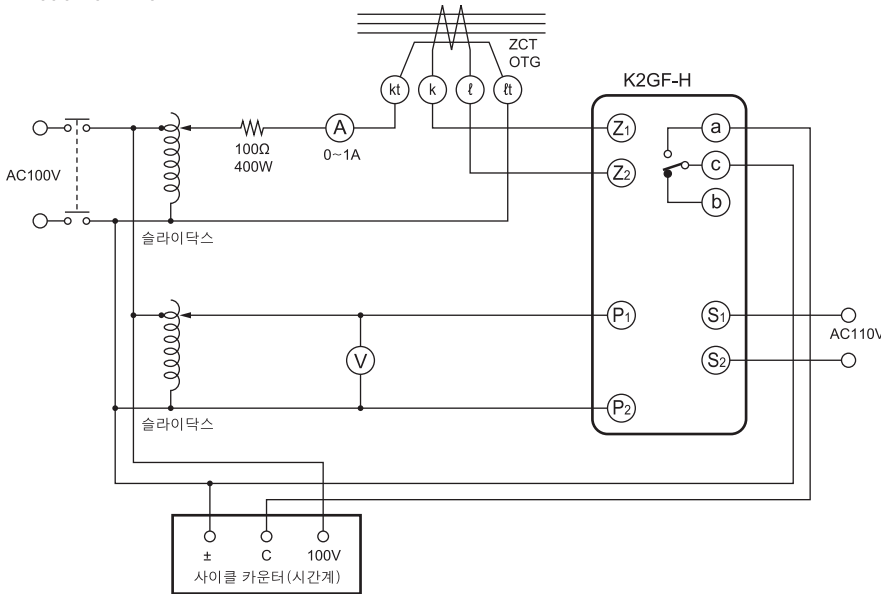 ZCT
OTG
kt
k
ℓ
ℓt
K2GF-H
A
100Ω
400W
0~1A
AC100V
슬라이닥스
Z1
Z2
a
c
b
P1
P2
V
S1
S2
AC110V
슬라이닥스
±
C
100V
사이클 카운터(시간계)